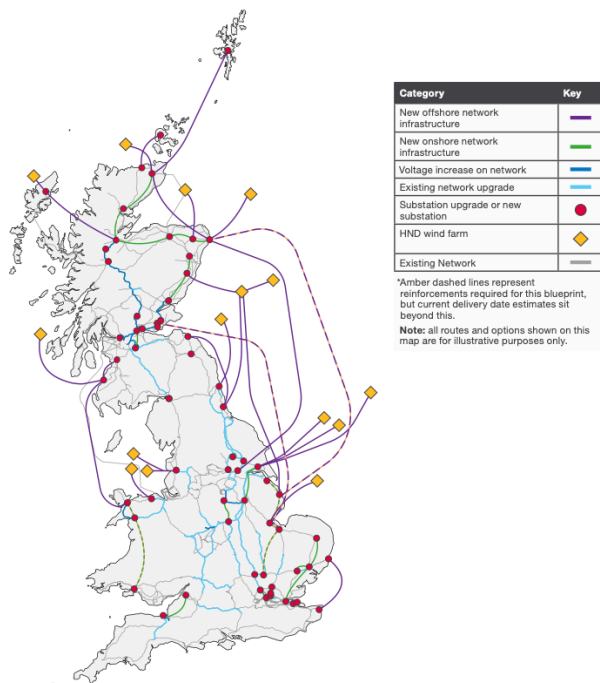 Category Key
New offshore network
infrastructure
New onshore network
infrastructure
Voltage increase on network
Existing network upgrade
Substation upgrade or new
substation
HND wind farm
Existing Network
*Amber dashed lines represent
reinforcements required for this blueprint,
but current delivery date estimates sit
beyond this.
Note: all routes and options shown on this
map are for illustrative purposes only.